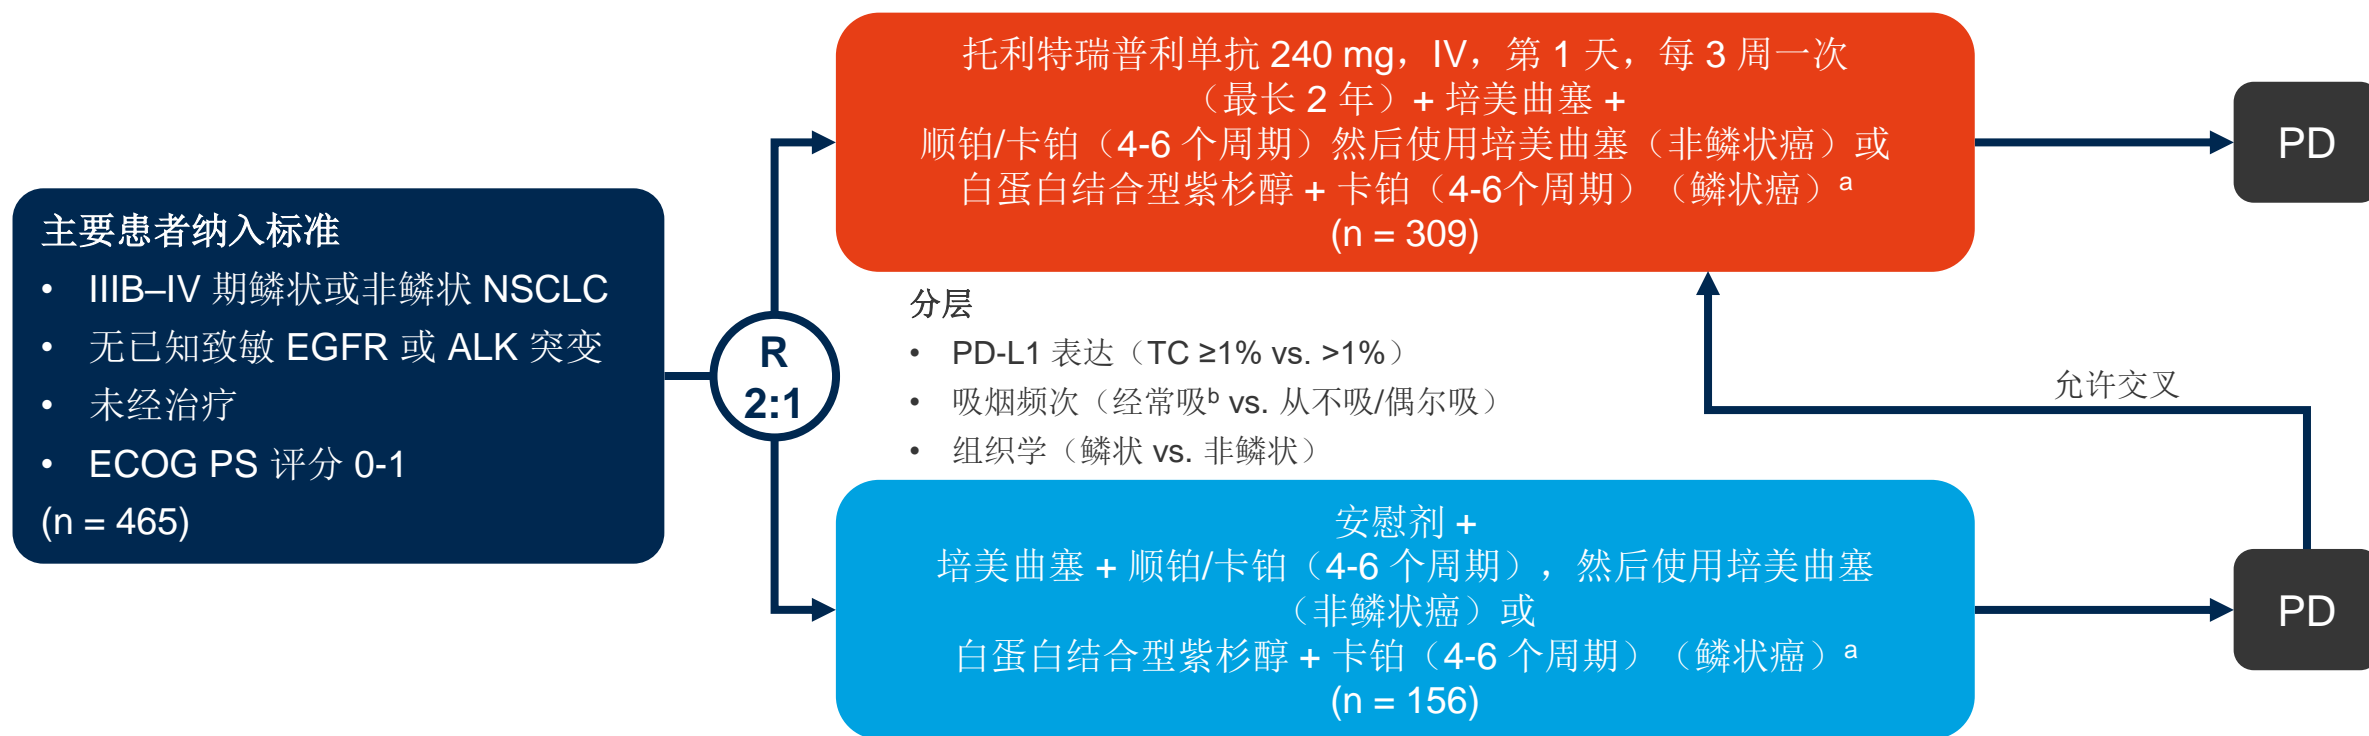 主要患者纳入标准
• IIIB–IV 期鳞状或非鳞状 NSCLC
• 无已知致敏 EGFR 或 ALK 突变
• 未经治疗
• ECOG PS 评分 0-1
(n = 465)
R
2:1
托利特瑞普利单抗 240 mg，IV，第 1 天，每 3 周一次
（最长 2 年）+ 培美曲塞 +
顺铂/卡铂（4-6 个周期）然后使用培美曲塞（非鳞状癌）或
白蛋白结合型紫杉醇 + 卡铂（4-6个周期）（鳞状癌）a
(n = 309)
PD
分层
• PD-L1 表达（TC ≥1% vs. >1%）
• 吸烟频次（经常吸b vs. 从不吸/偶尔吸）
• 组织学（鳞状 vs. 非鳞状）
允许交叉
安慰剂 +
培美曲塞 + 顺铂/卡铂（4-6 个周期），然后使用培美曲塞
（非鳞状癌）或
白蛋白结合型紫杉醇 + 卡铂（4-6 个周期）（鳞状癌）a
(n = 156)
PD